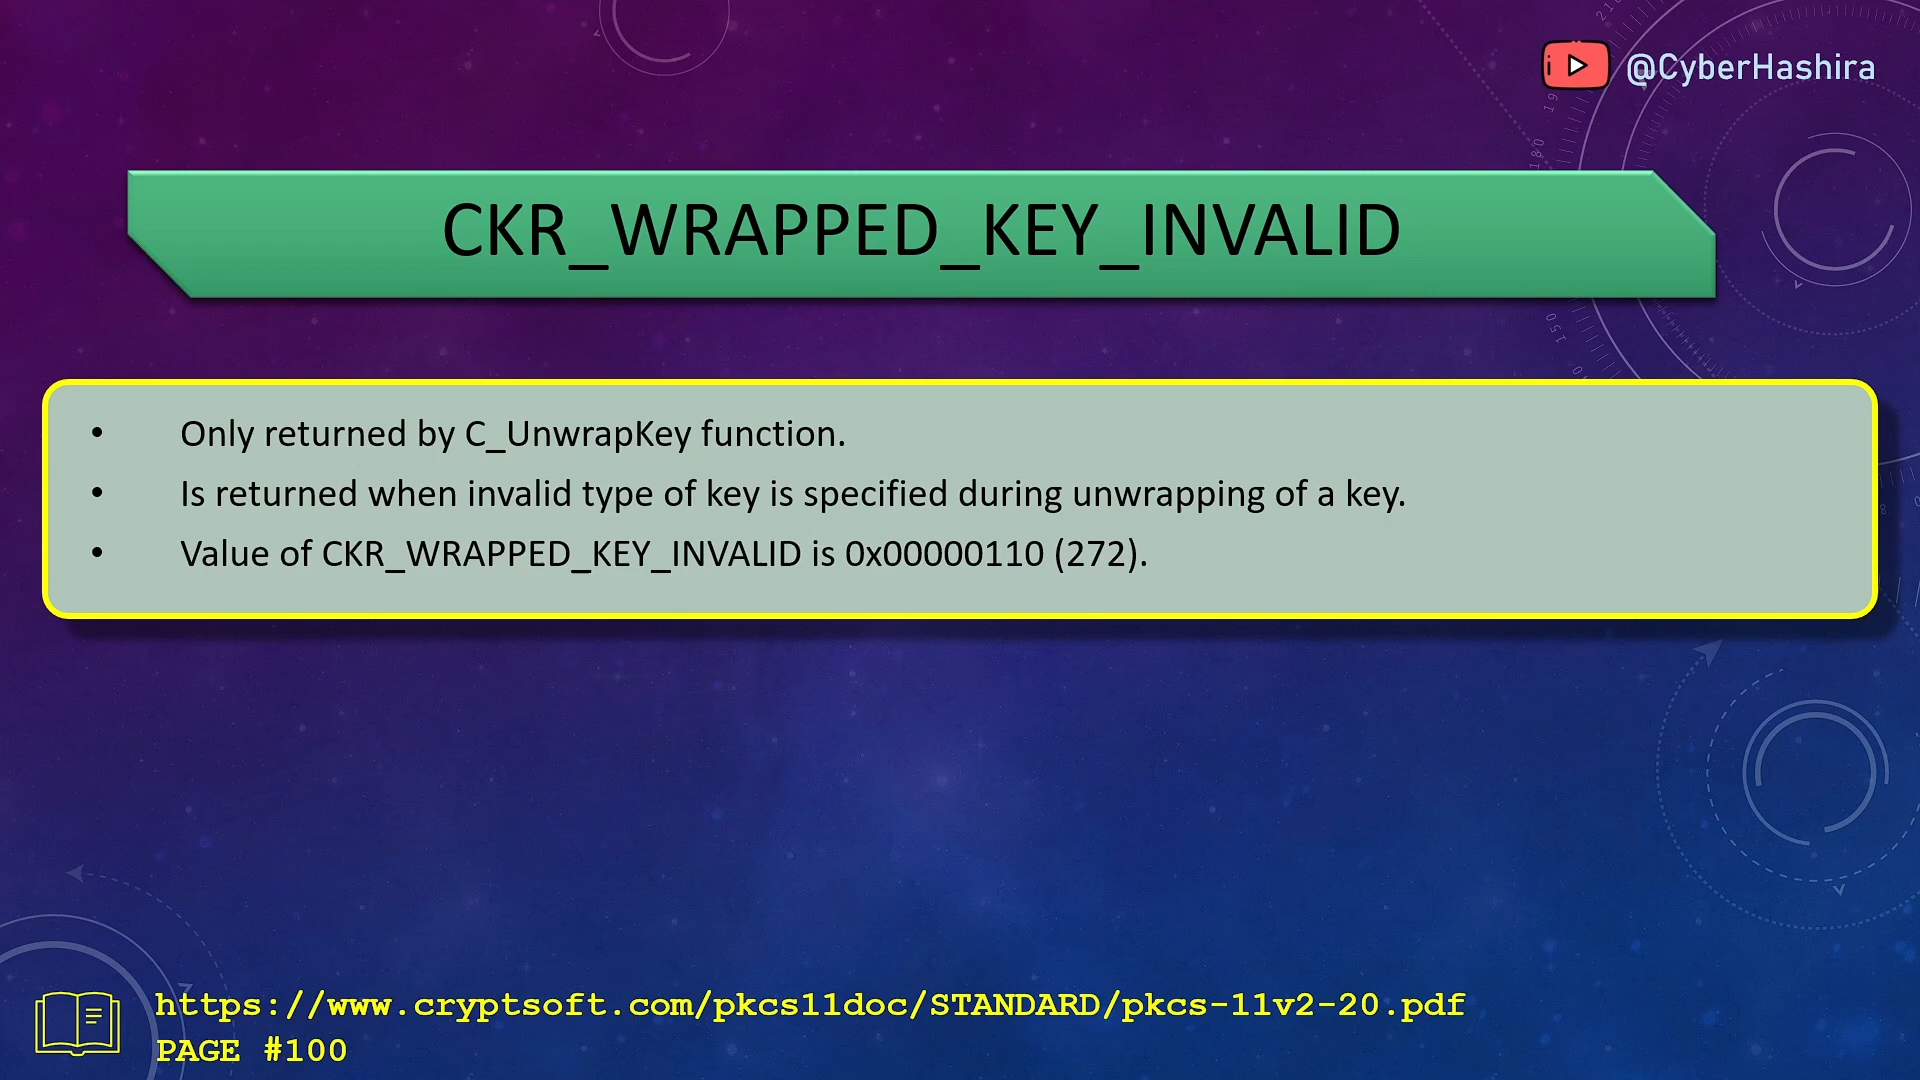 @CyberHashira
CKR_WRAPPED_KEY_INVALID
• Only returned by C_UnwrapKey function.
• Is returned when invalid type of key is specified during unwrapping of a key.
• Value of CKR_WRAPPED_KEY_INVALID is 0x00000110 (272).
https://www.cryptsoft.com/pkcs11doc/STANDARD/pkcs-11v2-20.pdf
PAGE #100